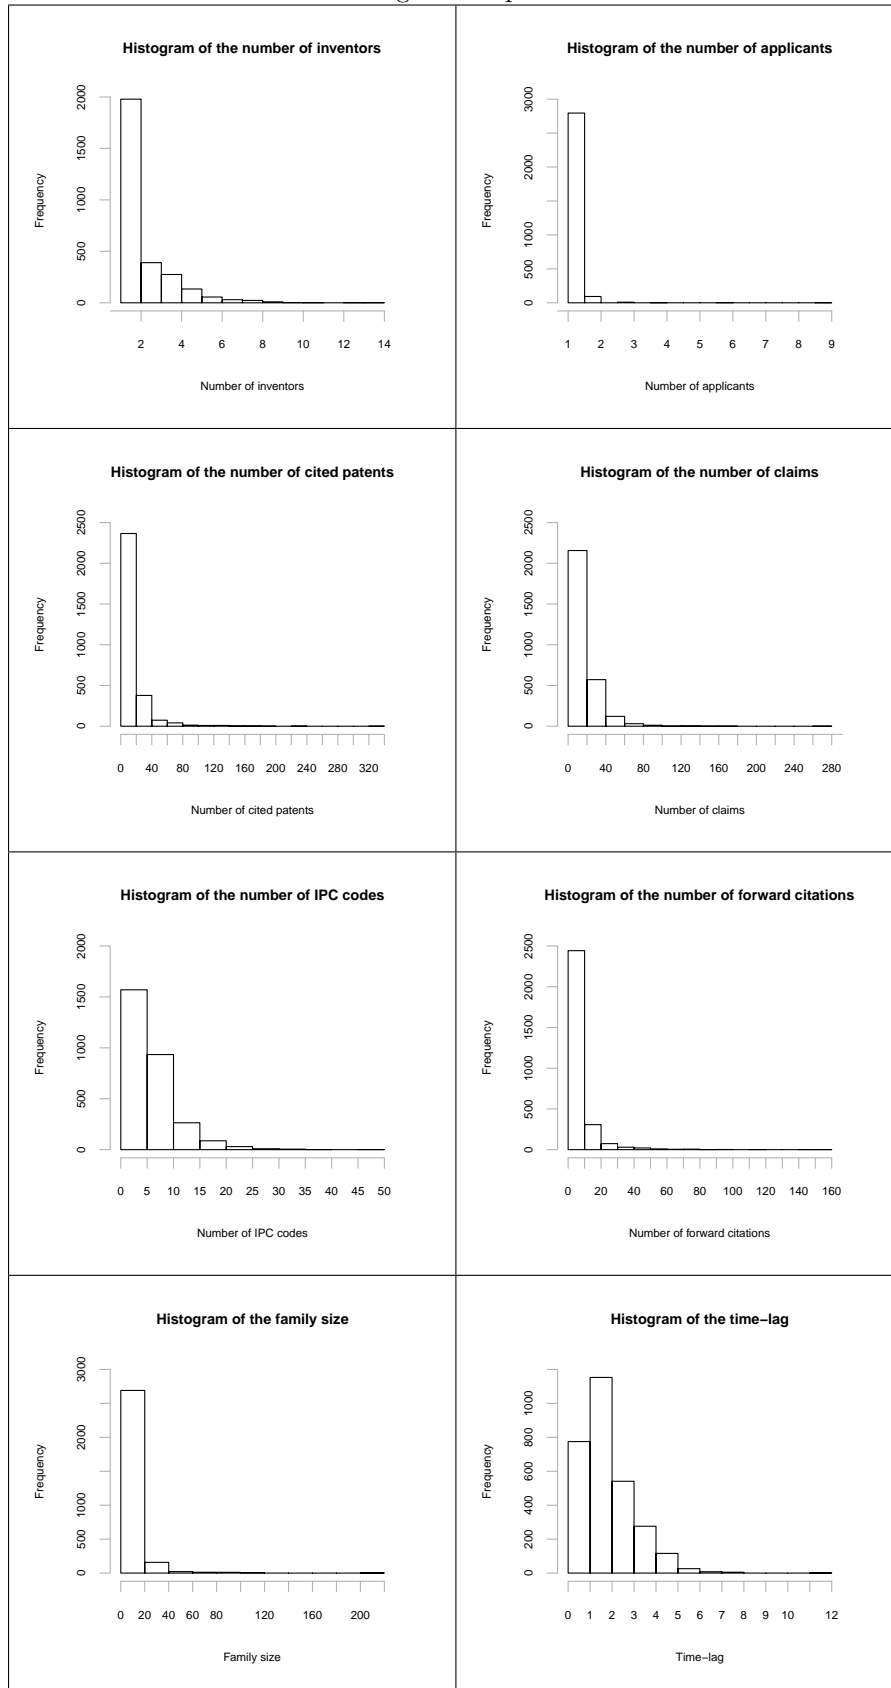 Histogram of the number of inventors
Frequency
0 500 1000 1500 2000
2 4 6 8 10 12 14
Number of inventors
Histogram of the number of applicants
Frequency
0 500 1000 2000 3000
1 2 3 4 5 6 7 8 9
Number of applicants
Histogram of the number of cited patents
Frequency
0 500 1000 1500 2000 2500
0 40 80 120 160 200 240 280 320
Number of cited patents
Histogram of the number of claims
Frequency
0 500 1000 1500 2000 2500
0 40 80 120 160 200 240 280
Number of claims
Histogram of the number of IPC codes
Frequency
0 500 1000 1500 2000
0 5 10 15 20 25 30 35 40 45 50
Number of IPC codes
Histogram of the number of forward citations
Frequency
0 500 1000 1500 2000 2500
0 20 40 60 80 100 120 140 160
Number of forward citations
Histogram of the family size
Frequency
0 500 1000 2000 3000
0 20 40 60 80 120 160 200
Family size
Histogram of the time−lag
Frequency
0 200 400 600 800 1000
0 1 2 3 4 5 6 7 8 9 10 12
Time−lag